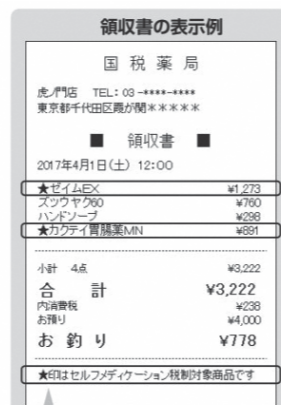 領収書の表示例
国税薬局
虎ノ門店 TEL：03-****-****
東京都千代田区霞が関＊＊＊＊＊
■ 領収書 ■
2017年4月1日(土) 12:00
★ゼイムEX ¥1,273
ズツウヤク60 ¥760
ハンドソープ ¥298
★カクテイ胃腸薬MN ¥891
小計 4点 ¥3,222
合計 ¥3,222
内消費税 ¥238
お預り ¥4,000
お釣り ¥778
★印はセルフメディケーション税制対象商品です